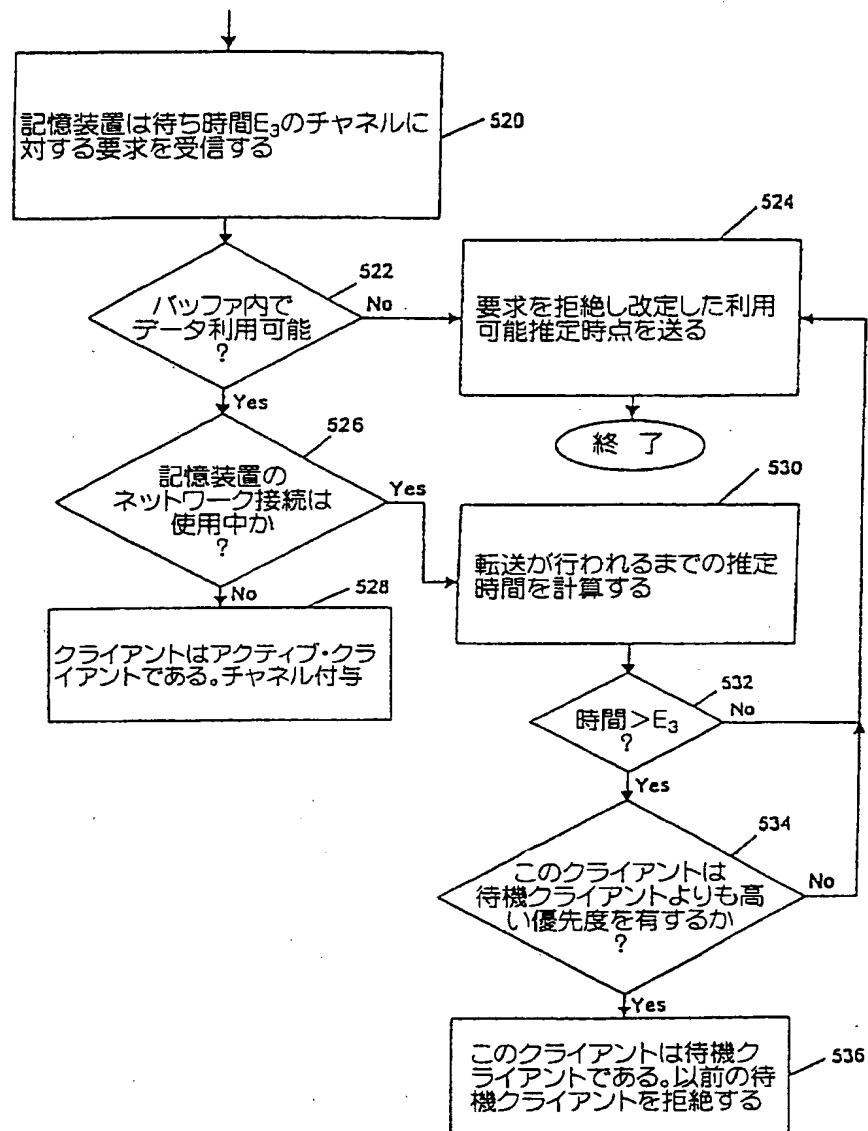 記憶装置は待ち時間E₃のチャネルに
対する要求を受信する
520
バッファ内で
データ利用可能
?
522
No
Yes
要求を拒絶し改定した利用
可能推定時点を送る
524
終 了
記憶装置の
ネットワーク接続は
使用中か
?
526
Yes
No
クライアントはアクティブ・クラ
イアントである。チャネル付与
528
転送が行われるまでの推定
時間を計算する
530
時間>E₃
?
532
No
Yes
このクライアントは
待機クライアントよりも高
い優先度を有するか
?
534
No
Yes
このクライアントは待機ク
ライアントである。以前の待
機クライアントを拒絶する
536